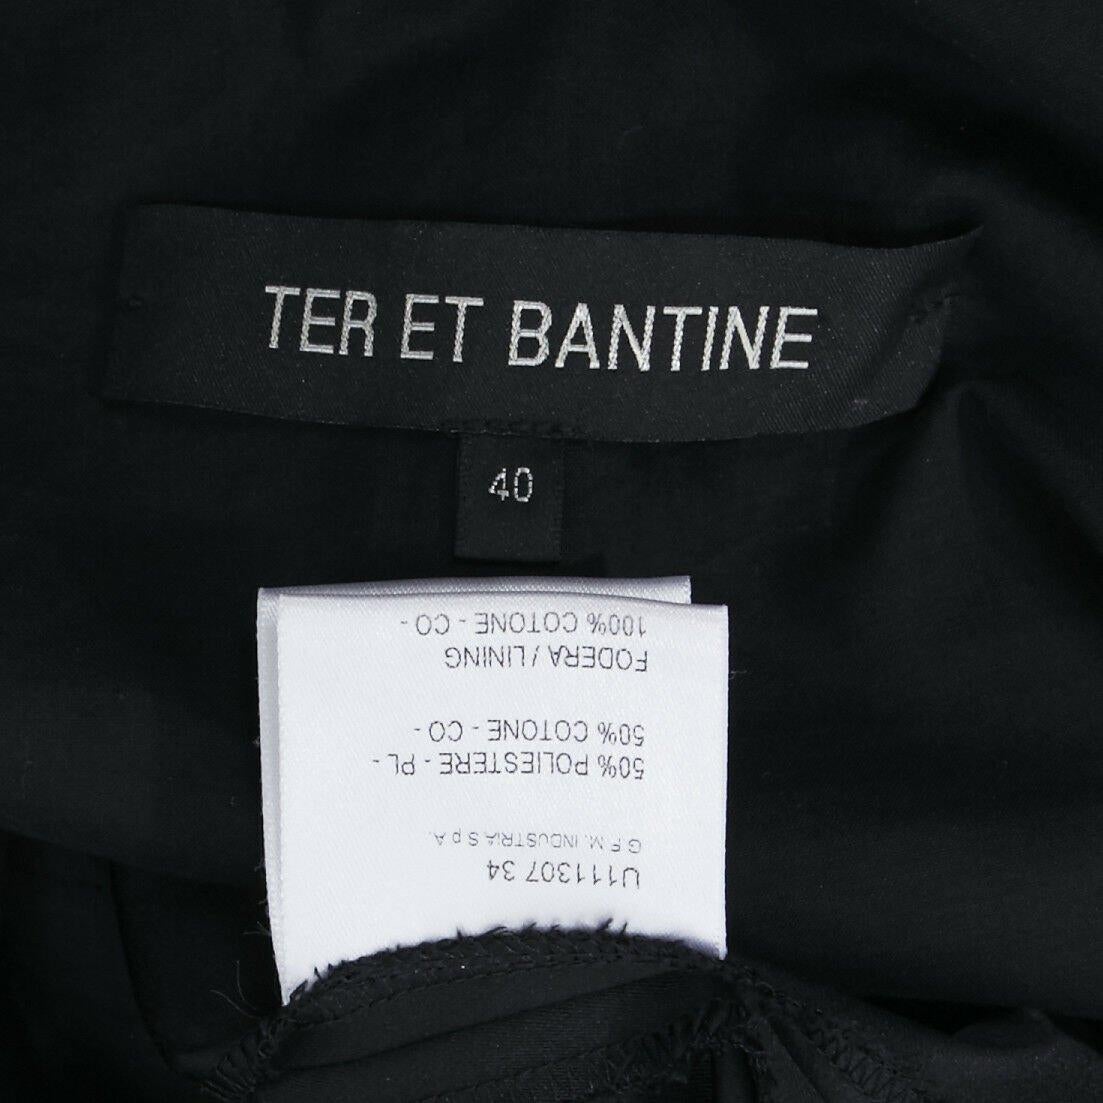 TER ET BANTINE
40
U111307 34
G.F.M. INDUSTRIA S p A.
50% POLIESTERE - PL -
50% COTONE - CO -
FODERA / LINING
100% COTONE - CO -